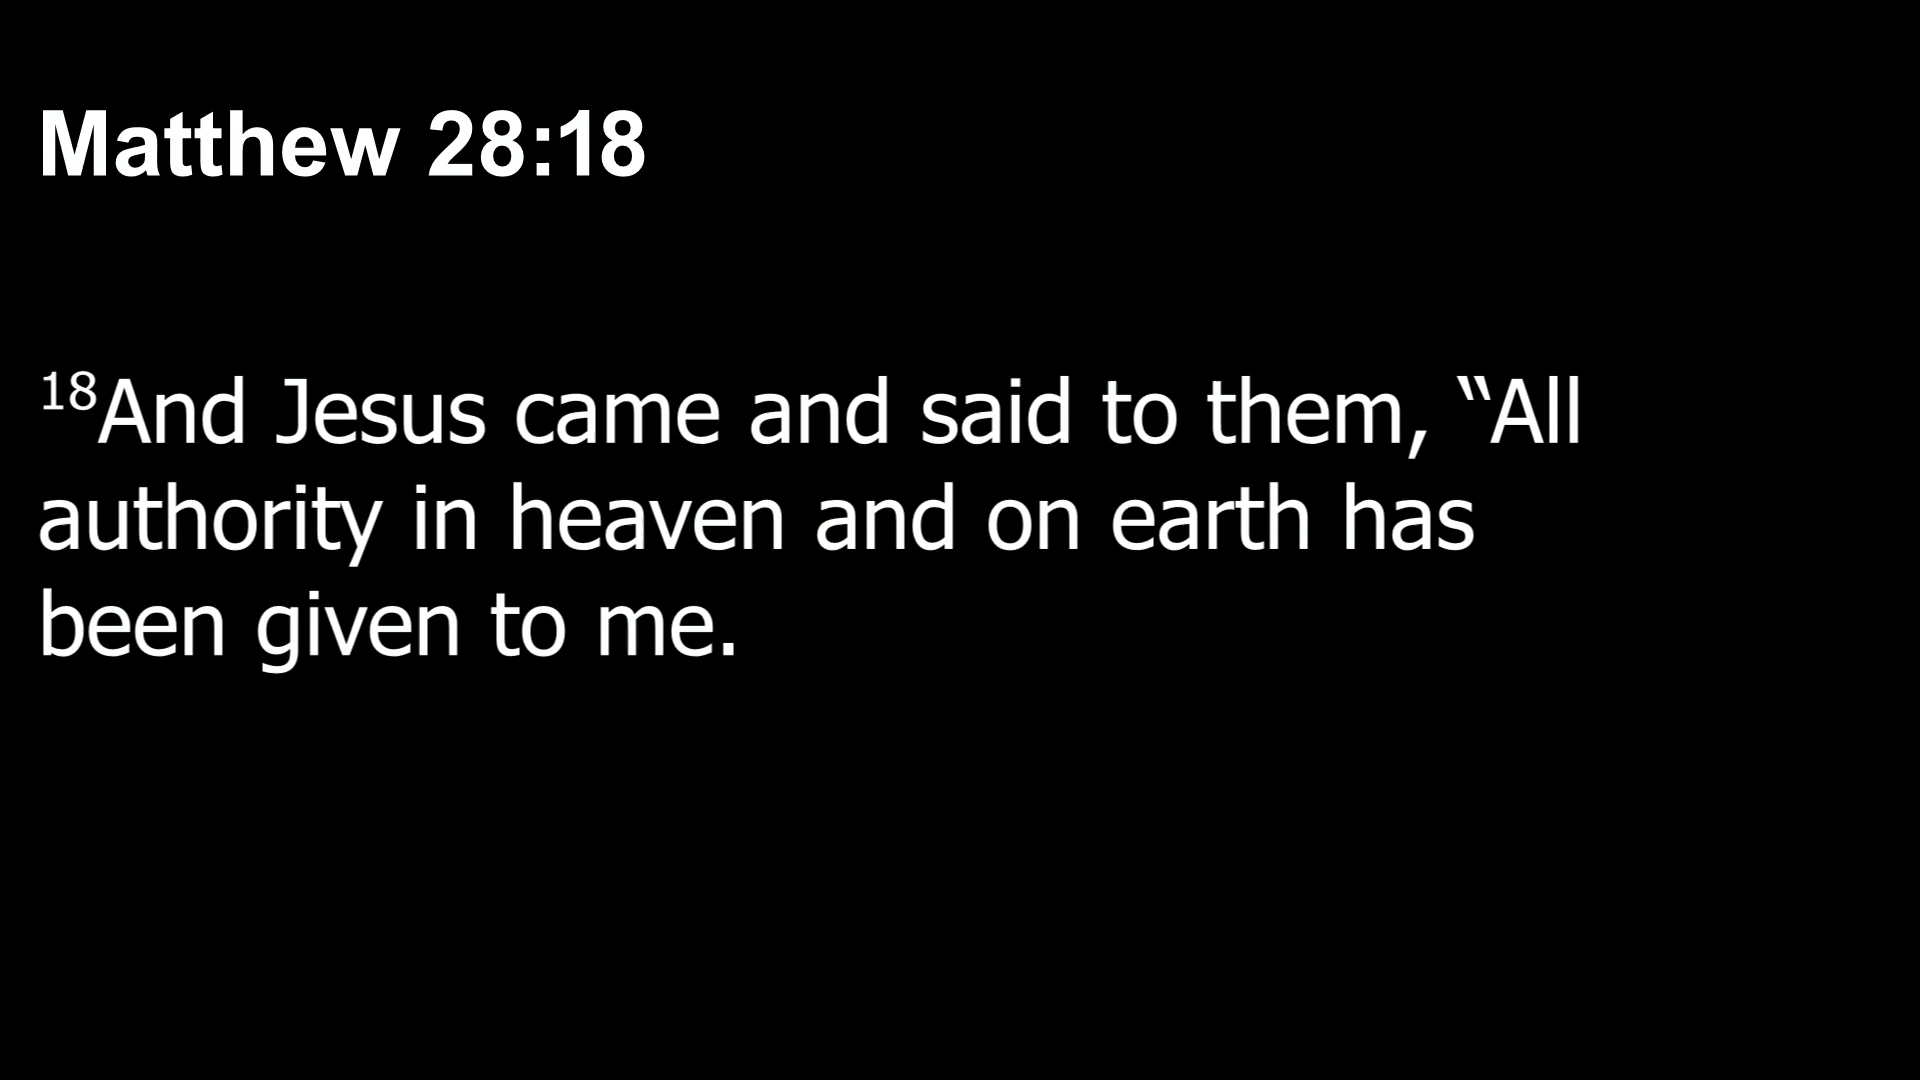 Matthew 28:18
18And Jesus came and said to them, “All
authority in heaven and on earth has
been given to me.